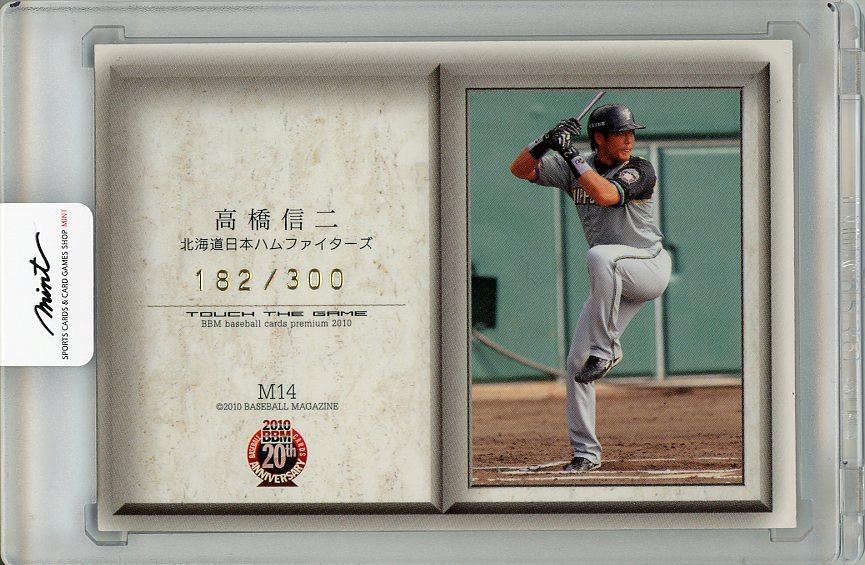 高橋信二
北海道日本ハムファイターズ
182/300
TOUCH THE GAME
BBM baseball cards premium 2010
M14
©2010 BASEBALL MAGAZINE
2010
BBM
BASEBALL CARDS
20th
ANNIVERSARY
mint
SPORTS CARDS & CARD GAMES SHOP MINT